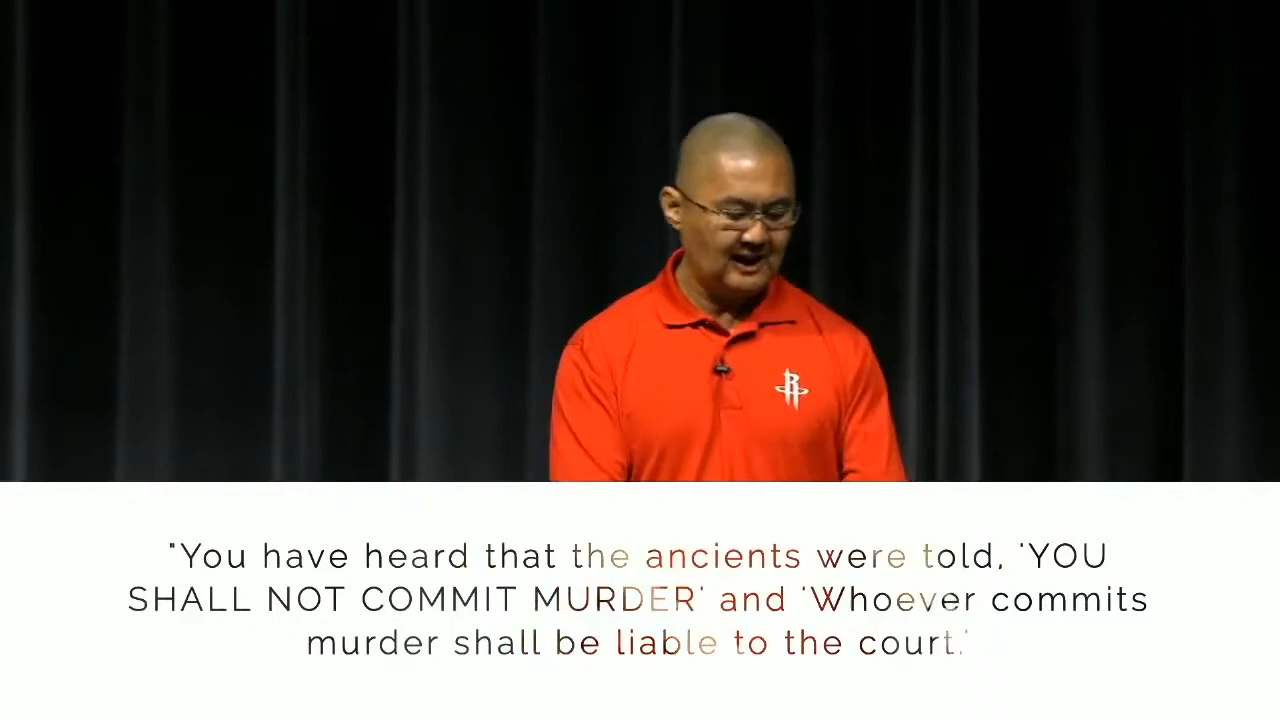 "You have heard that the ancients were told, 'YOU
SHALL NOT COMMIT MURDER' and 'Whoever commits
murder shall be liable to the court.'